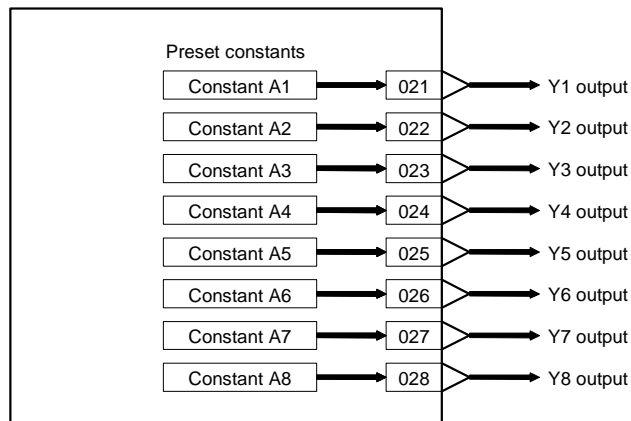 Preset constants
Constant A1 021 Y1 output
Constant A2 022 Y2 output
Constant A3 023 Y3 output
Constant A4 024 Y4 output
Constant A5 025 Y5 output
Constant A6 026 Y6 output
Constant A7 027 Y7 output
Constant A8 028 Y8 output